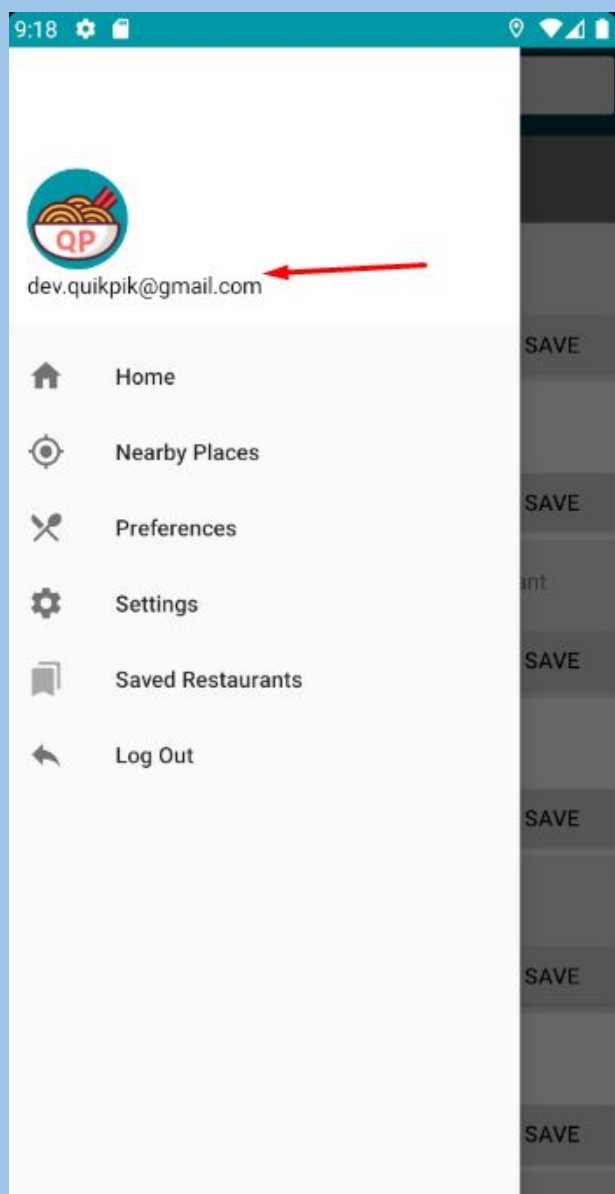 9:18
QP
dev.quikpik@gmail.com
Home
Nearby Places
Preferences
Settings
Saved Restaurants
Log Out
SAVE
SAVE
ant
SAVE
SAVE
SAVE
SAVE